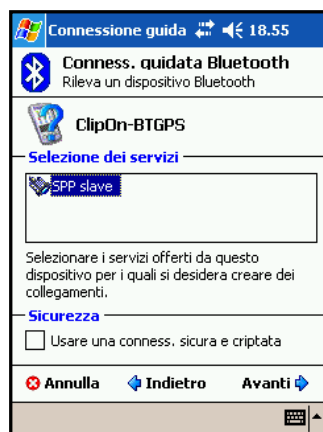 Connessione guida 18.55
Conness. guidata Bluetooth
Rileva un dispositivo Bluetooth
ClipOn-BTGPS
Selezione dei servizi
SPP slave
Selezionare i servizi offerti da questo
dispositivo per i quali si desidera creare dei
collegamenti.
Sicurezza
Usare una conness. sicura e criptata
Annulla Indietro Avanti